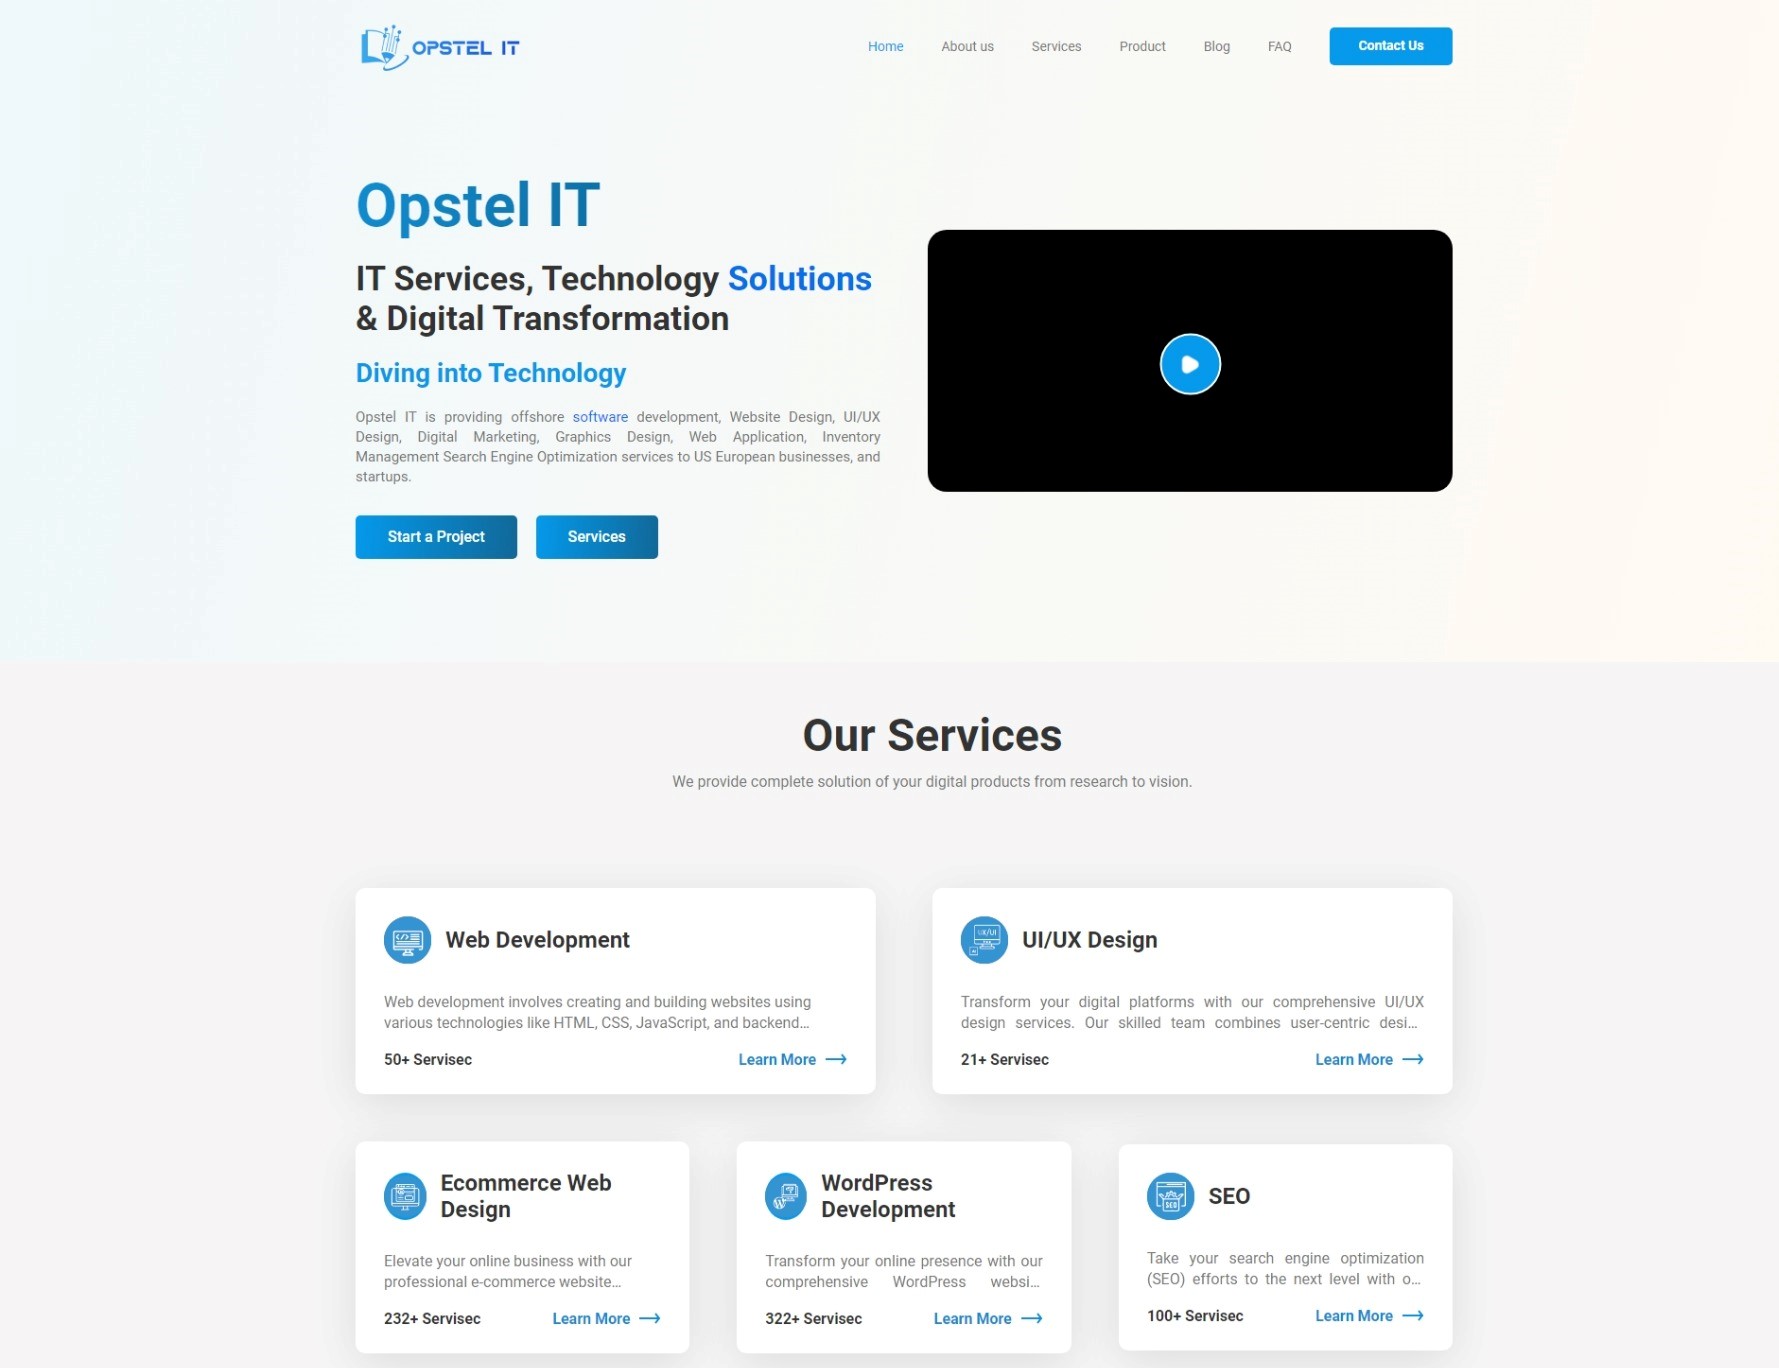 OPSTEL IT
Home About us Services Product Blog FAQ Contact Us
Opstel IT
IT Services, Technology Solutions
& Digital Transformation
Diving into Technology
Opstel IT is providing offshore software development, Website Design, UI/UX
Design, Digital Marketing, Graphics Design, Web Application, Inventory
Management Search Engine Optimization services to US European businesses, and
startups.
Start a Project Services
Our Services
We provide complete solution of your digital products from research to vision.
Web Development
Web development involves creating and building websites using
various technologies like HTML, CSS, JavaScript, and backend...
50+ Servisec Learn More
UX/UI
UI/UX Design
Transform your digital platforms with our comprehensive UI/UX
design services. Our skilled team combines user-centric desi...
21+ Servisec Learn More
Ecommerce Web
Design
Elevate your online business with our
professional e-commerce website...
232+ Servisec Learn More
WordPress
Development
Transform your online presence with our
comprehensive WordPress websi...
322+ Servisec Learn More
SEO
SEO
Take your search engine optimization
(SEO) efforts to the next level with o...
100+ Servisec Learn More